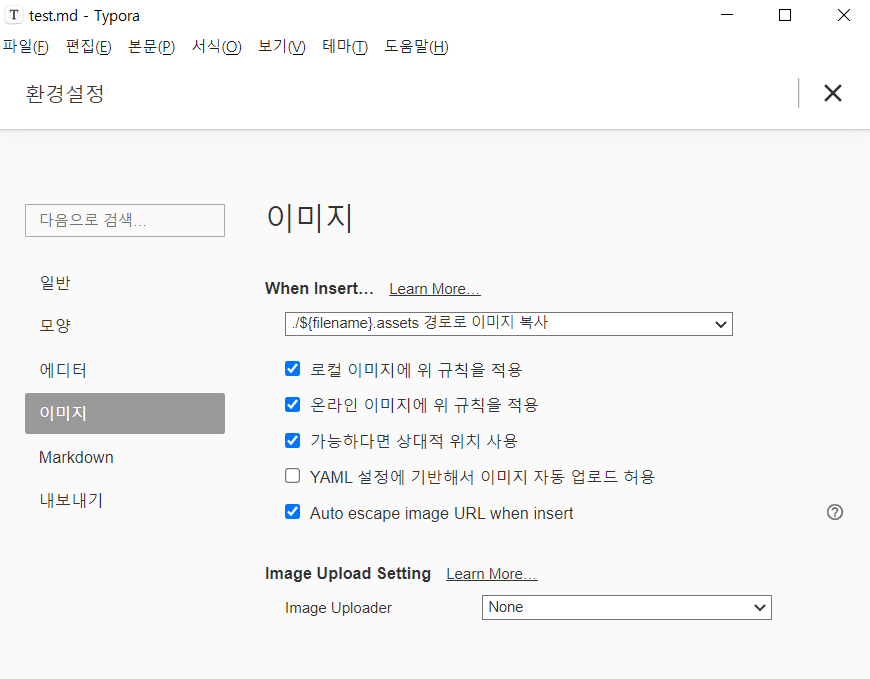 T test.md - Typora
파일(F) 편집(E) 본문(P) 서식(O) 보기(V) 테마(T) 도움말(H)
환경설정
다음으로 검색...
일반
모양
에디터
이미지
Markdown
내보내기
이미지
When Insert... Learn More...
./${filename}.assets 경로로 이미지 복사
로컬 이미지에 위 규칙을 적용
온라인 이미지에 위 규칙을 적용
가능하다면 상대적 위치 사용
YAML 설정에 기반해서 이미지 자동 업로드 허용
Auto escape image URL when insert ?
Image Upload Setting Learn More...
Image Uploader None